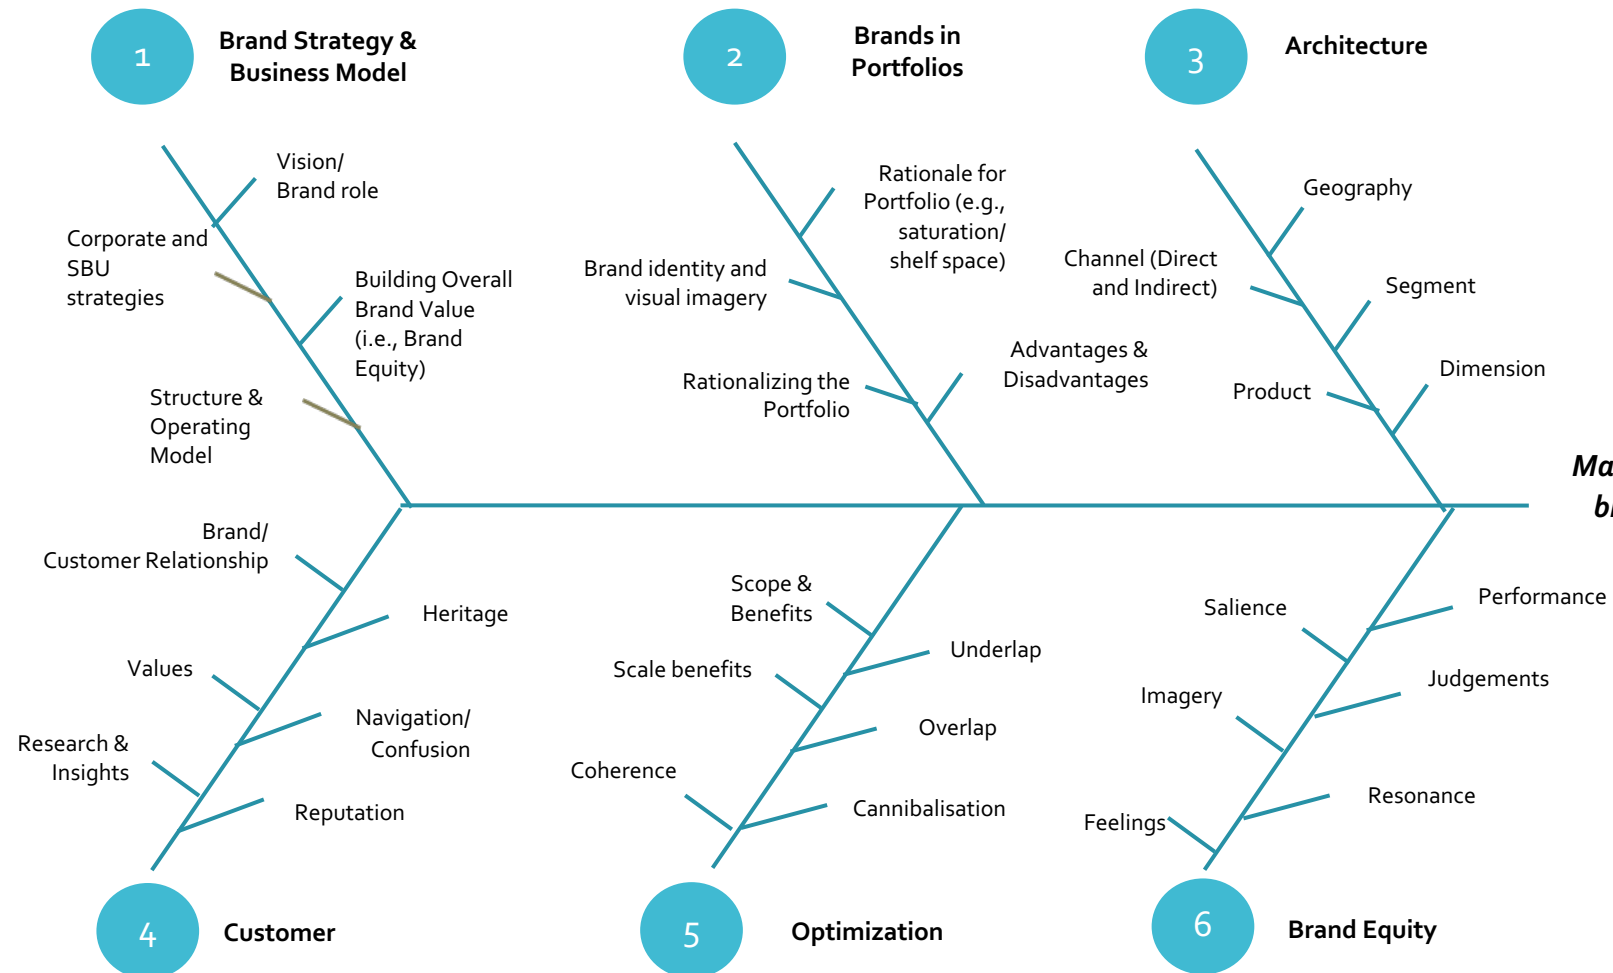 1
Brand Strategy &
Business Model
2
Brands in
Portfolios
3
Architecture
Vision/
Brand role
Corporate and
SBU
strategies
Building Overall
Brand Value
(i.e., Brand
Equity)
Structure &
Operating
Model
Rationale for
Portfolio (e.g.,
saturation/
shelf space)
Brand identity and
visual imagery
Advantages &
Disadvantages
Rationalizing the
Portfolio
Geography
Channel (Direct
and Indirect)
Segment
Dimension
Product
Brand/
Customer Relationship
Heritage
Values
Navigation/
Confusion
Research &
Insights
Reputation
Scope &
Benefits
Underlap
Scale benefits
Overlap
Coherence
Cannibalisation
Salience
Performance
Judgements
Imagery
Resonance
Feelings
4
Customer
5
Optimization
6
Brand Equity